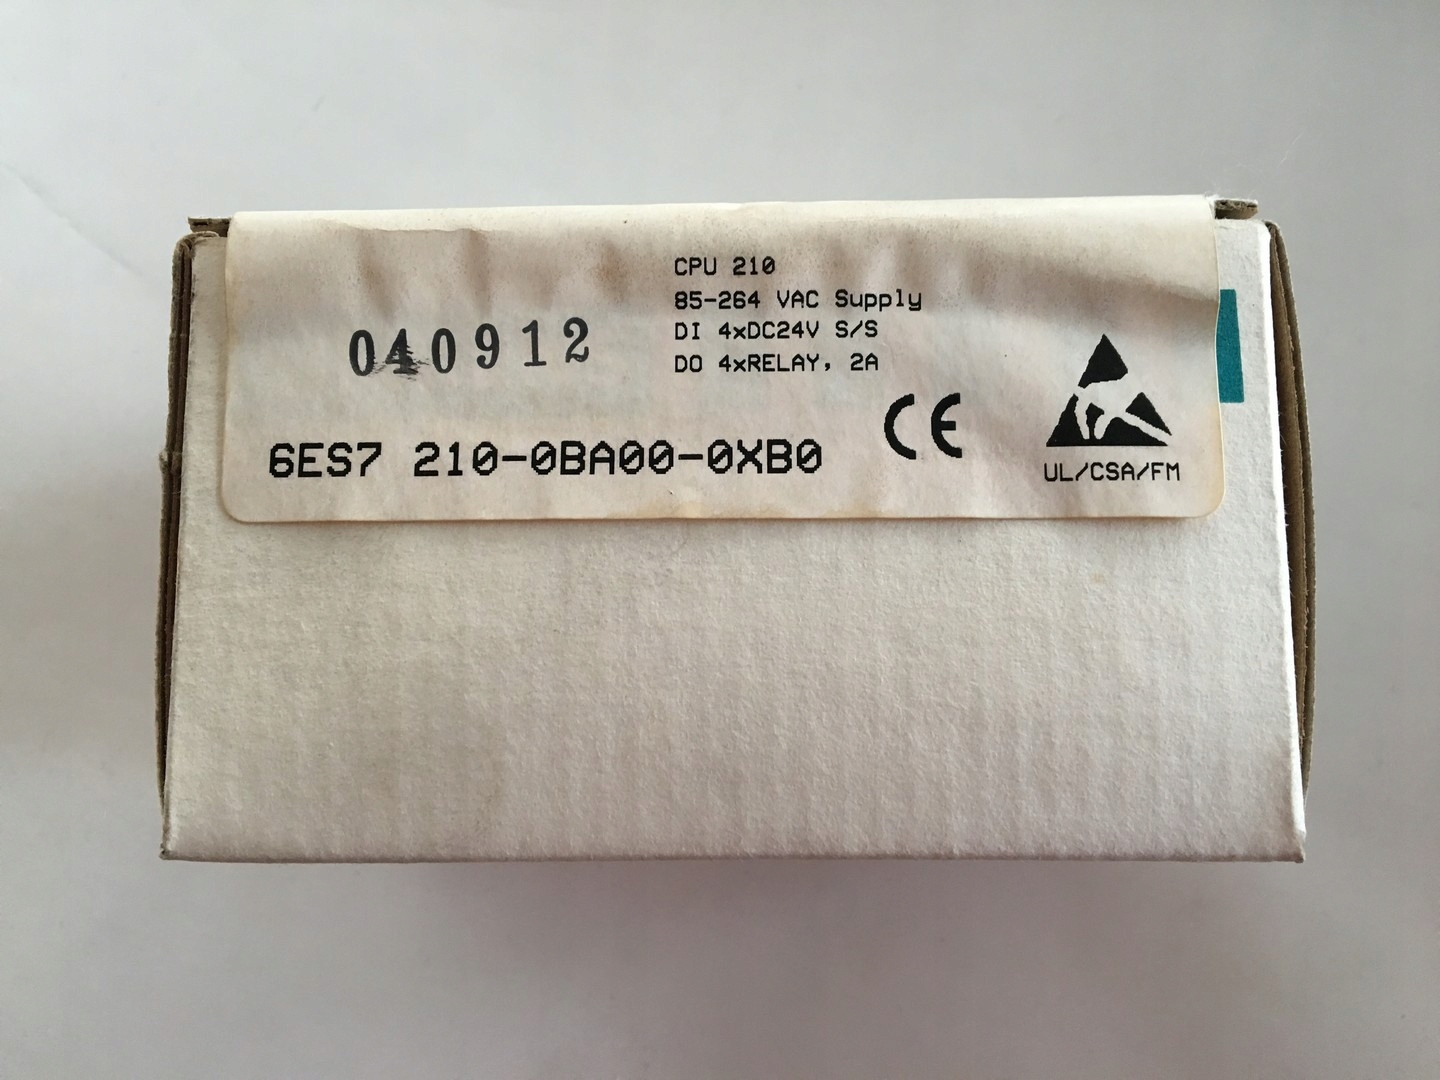 CPU 210
85-264 VAC Supply
DI 4xDC24V S/S
DO 4xRELAY, 2A
040912
6ES7 210-0BA00-0XB0
CE
UL/CSA/FM